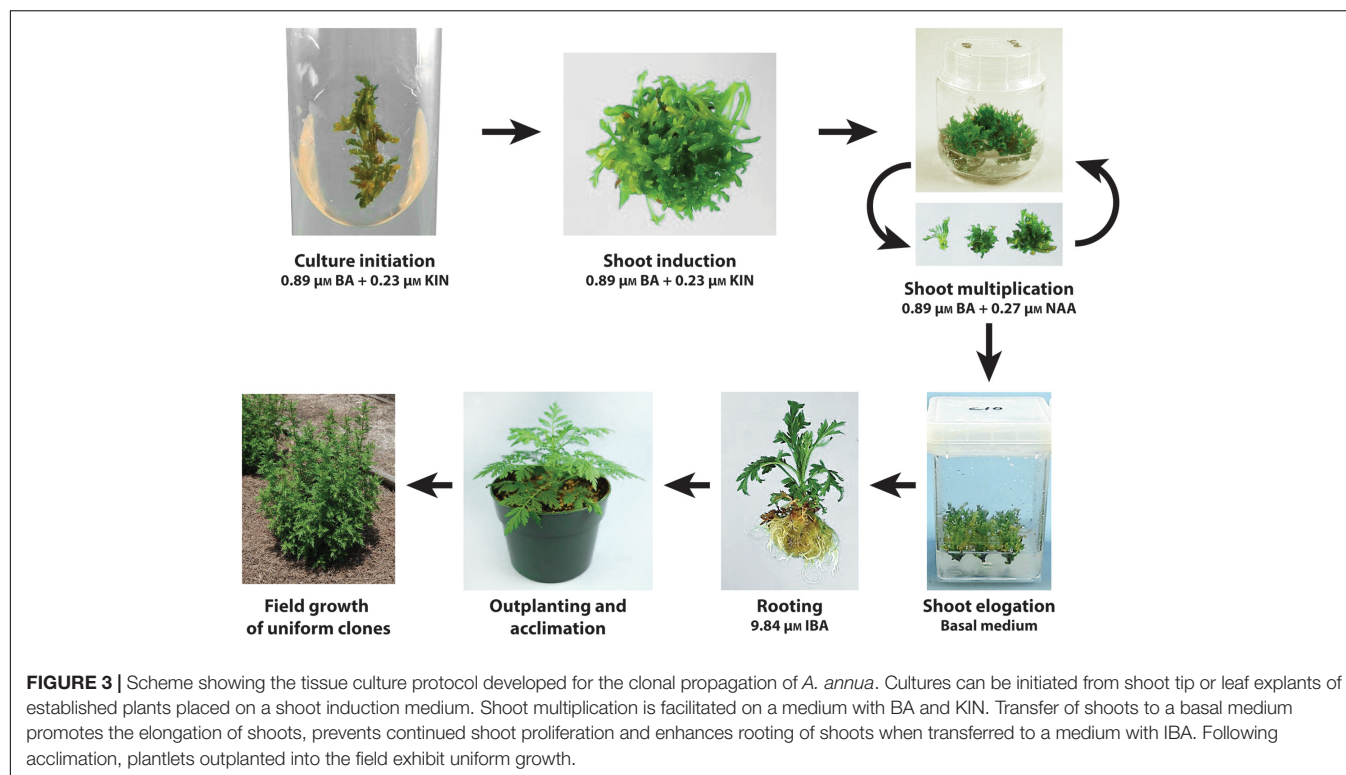 Culture initiation
0.89 µM BA + 0.23 µM KIN
Shoot induction
0.89 µM BA + 0.23 µM KIN
Shoot multiplication
0.89 µM BA + 0.27 µM NAA
C10
Field growth
of uniform clones
Outplanting and
acclimation
Rooting
9.84 µM IBA
Shoot elogation
Basal medium
FIGURE 3 | Scheme showing the tissue culture protocol developed for the clonal propagation of A. annua. Cultures can be initiated from shoot tip or leaf explants of
established plants placed on a shoot induction medium. Shoot multiplication is facilitated on a medium with BA and KIN. Transfer of shoots to a basal medium
promotes the elongation of shoots, prevents continued shoot proliferation and enhances rooting of shoots when transferred to a medium with IBA. Following
acclimation, plantlets outplanted into the field exhibit uniform growth.